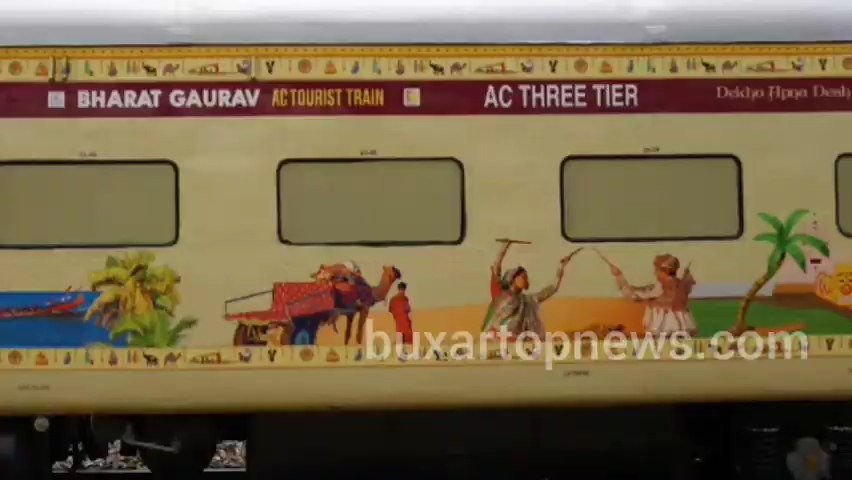 BHARAT GAURAV AC TOURIST TRAIN AC THREE TIER Dekho Apna Desh
buxartopnews.com